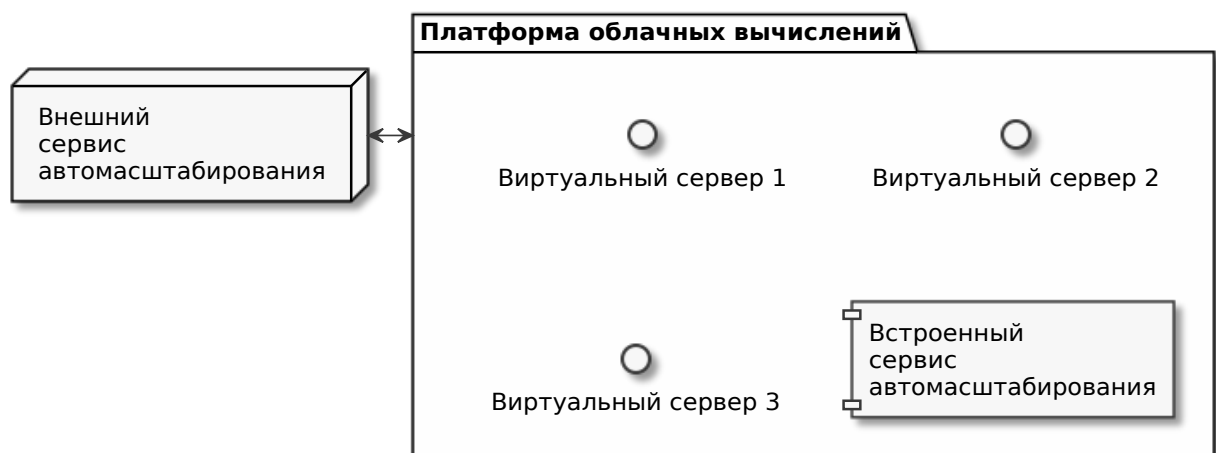 Платформа облачных вычислений
Внешний
сервис
автомасштабирования
Виртуальный сервер 1
Виртуальный сервер 2
Встроенный
сервис
автомасштабирования
Виртуальный сервер 3